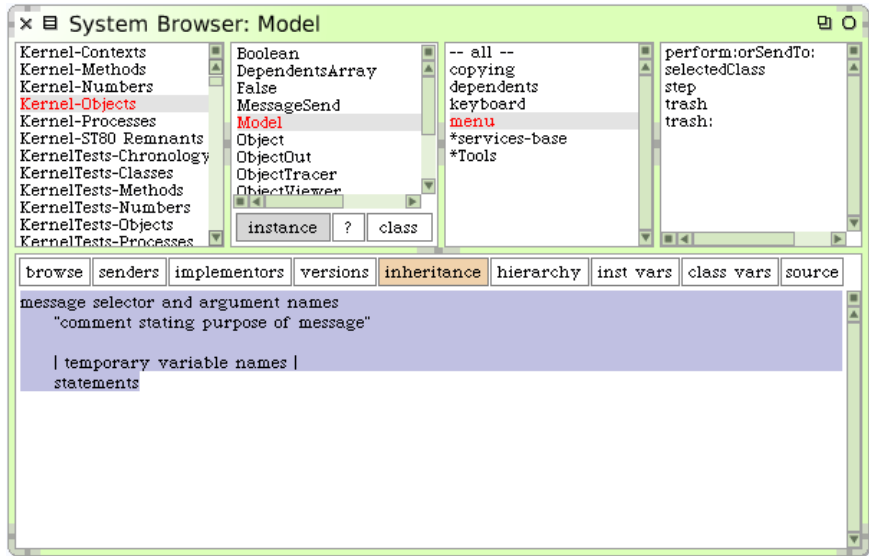 System Browser: Model
Kernel-Contexts
Kernel-Methods
Kernel-Numbers
Kernel-Objects
Kernel-Processes
Kernel-ST80 Remnants
KernelTests-Chronology
KernelTests-Classes
KernelTests-Methods
KernelTests-Numbers
KernelTests-Objects
KernelTests-Processes
Boolean
DependentsArray
False
MessageSend
Model
Object
ObjectOut
ObjectTracer
ObjectViewer
instance ? class
-- all --
copying
dependents
keyboard
menu
*services-base
*Tools
perform:orSendTo:
selectedClass
step
trash
trash:
browse senders implementors versions inheritance hierarchy inst vars class vars source
message selector and argument names
"comment stating purpose of message"
| temporary variable names |
statements